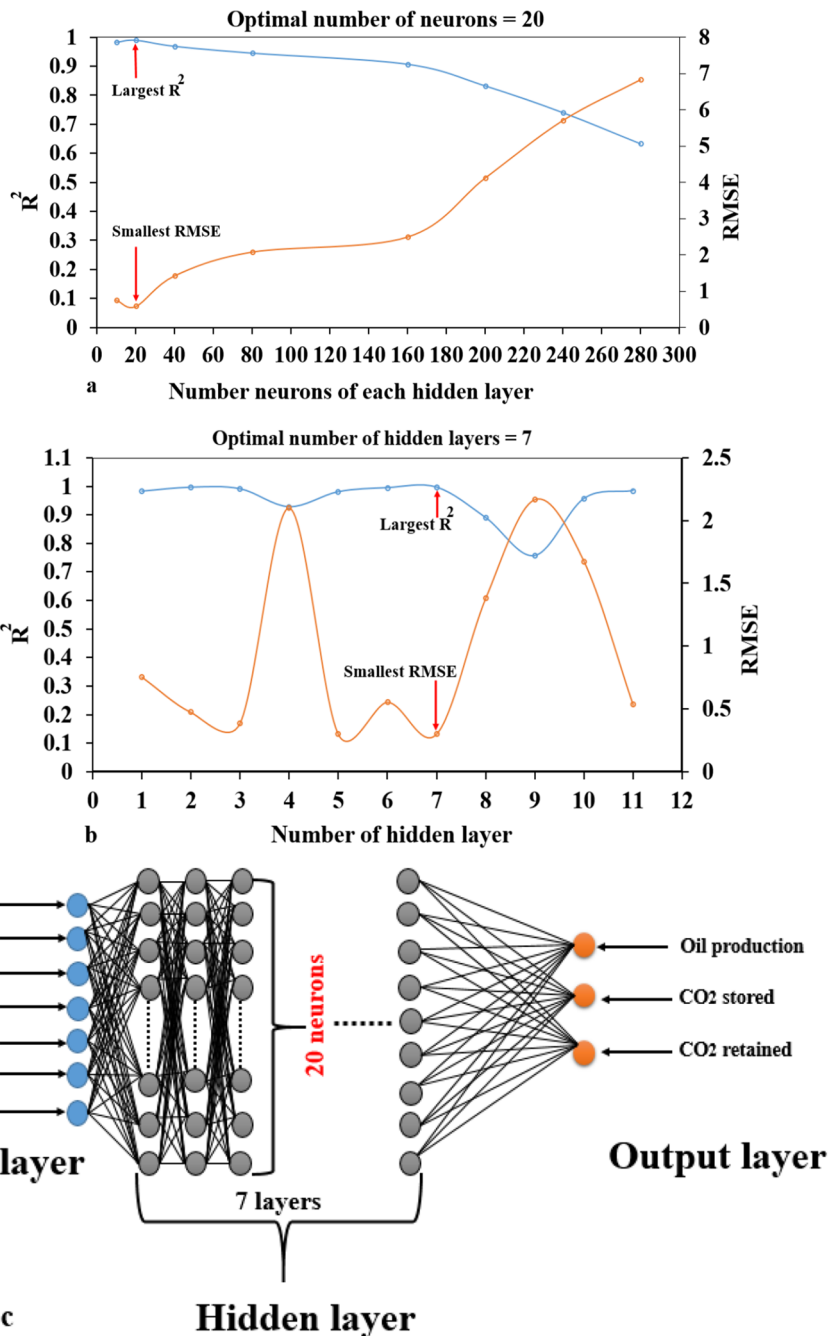 Optimal number of neurons = 20
1 0.9 0.8 0.7 0.6 0.5 0.4 0.3 0.2 0.1 0
R2
Largest R2
Smallest RMSE
8 7 6 5 4 3 2 1 0
RMSE
0 20 40 60 80 100 120 140 160 180 200 220 240 260 280 300
a
Number neurons of each hidden layer
Optimal number of hidden layers = 7
1.1 1 0.9 0.8 0.7 0.6 0.5 0.4 0.3 0.2 0.1 0
R2
Largest R2
Smallest RMSE
2.5 2 1.5 1 0.5 0
RMSE
0 1 2 3 4 5 6 7 8 9 10 11 12
b
Number of hidden layer
20 neurons
Oil production
CO2 stored
CO2 retained
layer
Output layer
7 layers
c
Hidden layer